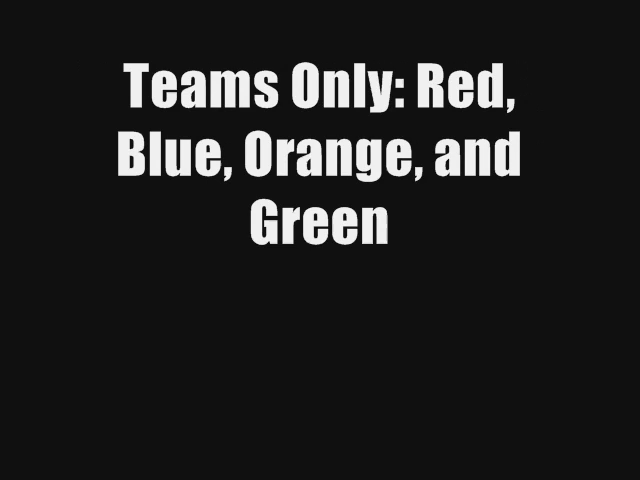 Teams Only: Red,
Blue, Orange, and
Green